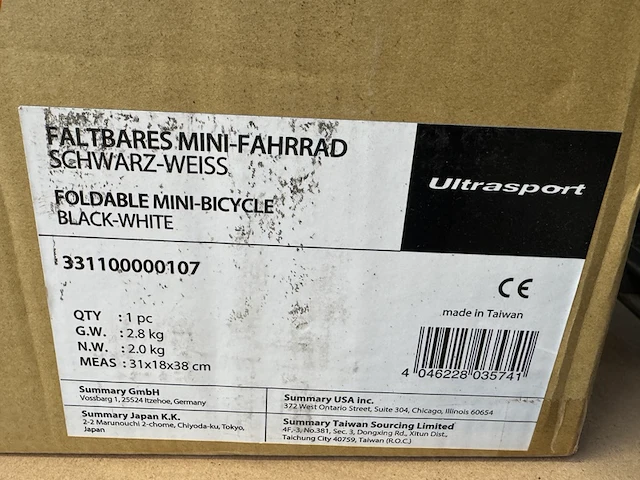 FALTBARES MINI-FAHRRAD
SCHWARZ-WEISS
FOLDABLE MINI-BICYCLE
BLACK-WHITE
Ultrasport
331100000107
CE
made in Taiwan
QTY : 1 pc
G.W. : 2.8 kg
N.W. : 2.0 kg
MEAS : 31x18x38 cm
4 046228 035741
Summary GmbH
Vossbarg 1, 25524 Itzehoe, Germany
Summary Japan K.K.
2-2 Marunouchi 2-chome, Chiyoda-ku, Tokyo,
Japan
Summary USA inc.
372 West Ontario Street, Suite 304, Chicago, Illinois 60654
Summary Taiwan Sourcing Limited
4F,-3, No.381, Sec. 3, Dongxing Rd., Xitun Dist.,
Taichung City 40759, Taiwan (R.O.C.)